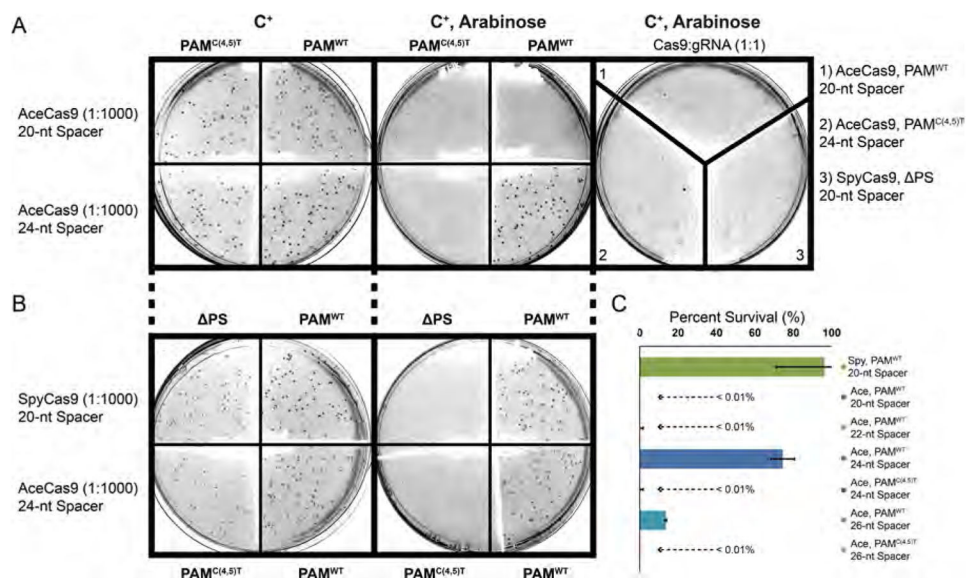 A
C⁺
C⁺, Arabinose
C⁺, Arabinose
Cas9:gRNA (1:1)
PAMC(4,5)T
PAMWT
PAMC(4,5)T
PAMWT
AceCas9 (1:1000)
20-nt Spacer
AceCas9 (1:1000)
24-nt Spacer
1
2
3
1) AceCas9, PAMWT
20-nt Spacer
2) AceCas9, PAMC(4,5)T
24-nt Spacer
3) SpyCas9, ΔPS
20-nt Spacer
B
ΔPS
PAMWT
ΔPS
PAMWT
SpyCas9 (1:1000)
20-nt Spacer
AceCas9 (1:1000)
24-nt Spacer
PAMC(4,5)T
PAMWT
PAMC(4,5)T
PAMWT
C
Percent Survival (%)
0 20 40 60 80 100
Spy, PAMWT
20-nt Spacer
< 0.01%
Ace, PAMWT
20-nt Spacer
< 0.01%
Ace, PAMWT
22-nt Spacer
Ace, PAMWT
24-nt Spacer
< 0.01%
Ace, PAMC(4,5)T
24-nt Spacer
Ace, PAMWT
26-nt Spacer
< 0.01%
Ace, PAMC(4,5)T
26-nt Spacer